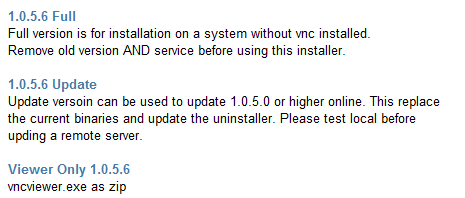 1.0.5.6 Full
Full version is for installation on a system without vnc installed.
Remove old version AND service before using this installer.
1.0.5.6 Update
Update versoin can be used to update 1.0.5.0 or higher online. This replace
the current binaries and update the uninstaller. Please test local before
upding a remote server.
Viewer Only 1.0.5.6
vncviewer.exe as zip